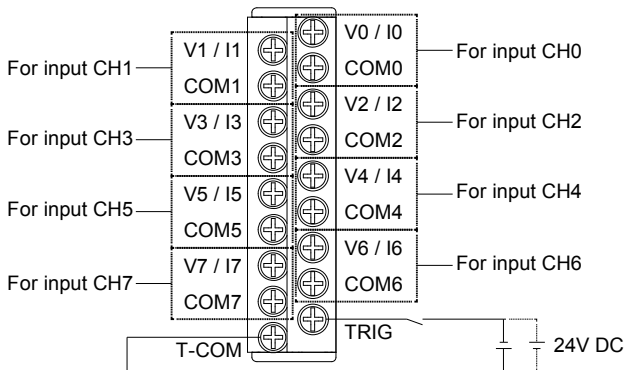 V0 / I0
V1 / I1
For input CH0
For input CH1
COM0
COM1
V2 / I2
V3 / I3
For input CH2
For input CH3
COM2
COM3
V4 / I4
V5 / I5
For input CH4
For input CH5
COM4
COM5
V6 / I6
V7 / I7
For input CH6
For input CH7
COM6
COM7
TRIG
T-COM
24V DC